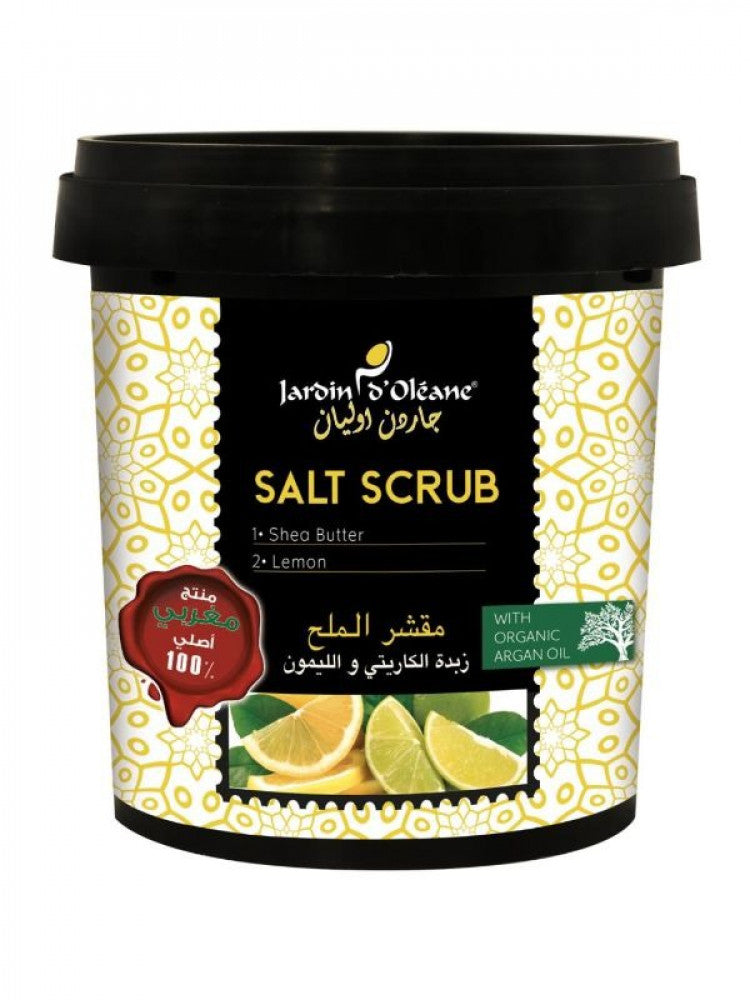 Jardin d'Oléane®
جاردن اوليان
SALT SCRUB
1• Shea Butter
2• Lemon
منتج
مغربي
أصلي
100%
مقشر الملح
زبدة الكاريتي و الليمون
WITH
ORGANIC
ARGAN OIL